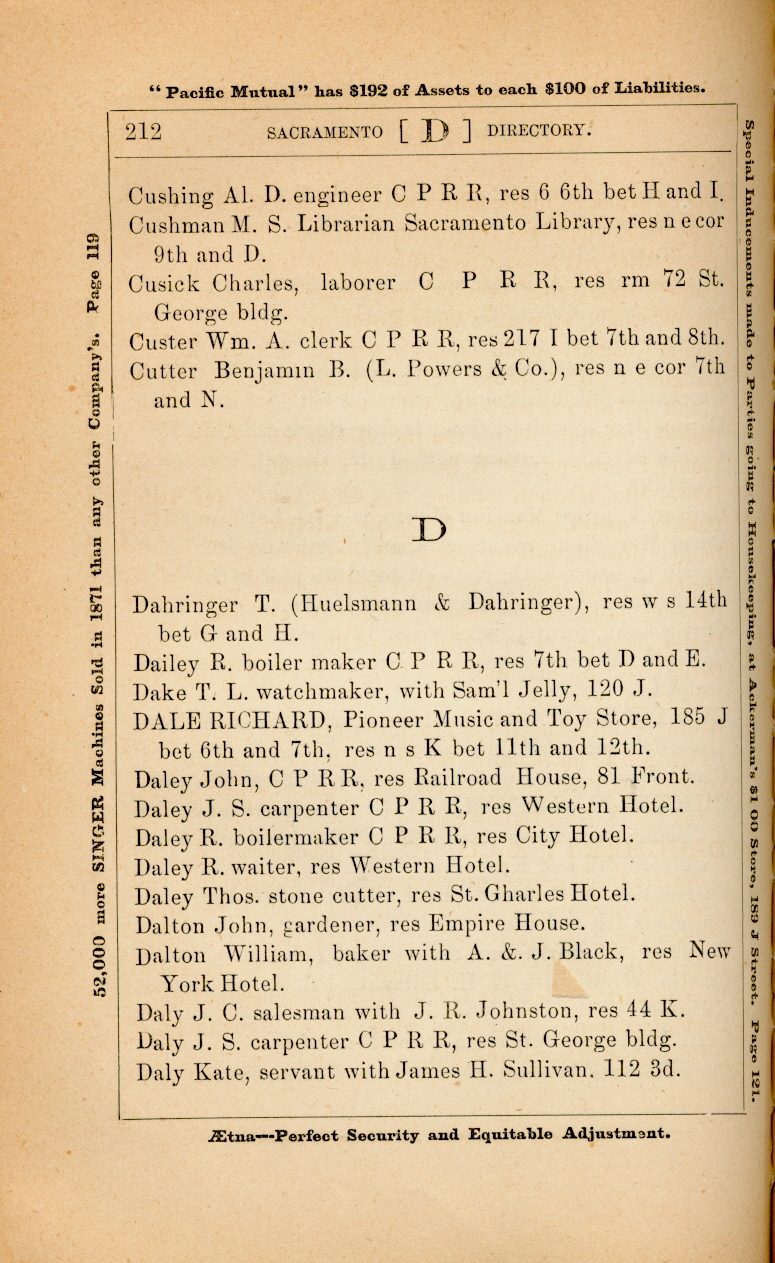 "Pacific Mutual" has $192 of Assets to each $100 of Liabilities.
212 SACRAMENTO [ D ] DIRECTORY.
Cushing Al. D. engineer C P R R, res 6 6th bet H and I.
Cushman M. S. Librarian Sacramento Library, res n e cor
9th and D.
Cusick Charles, laborer C P R R, res rm 72 St.
George bldg.
Custer Wm. A. clerk C P R R, res 217 I bet 7th and 8th.
Cutter Benjamin B. (L. Powers & Co.), res n e cor 7th
and N.
D
Dahringer T. (Huelsmann & Dahringer), res w s 14th
bet G and H.
Dailey R. boiler maker C P R R, res 7th bet D and E.
Dake T. L. watchmaker, with Sam'l Jelly, 120 J.
DALE RICHARD, Pioneer Music and Toy Store, 185 J
bet 6th and 7th, res n s K bet 11th and 12th.
Daley John, C P R R, res Railroad House, 81 Front.
Daley J. S. carpenter C P R R, res Western Hotel.
Daley R. boilermaker C P R R, res City Hotel.
Daley R. waiter, res Western Hotel.
Daley Thos. stone cutter, res St. Gharles Hotel.
Dalton John, gardener, res Empire House.
Dalton William, baker with A. &. J. Black, res New
York Hotel.
Daly J. C. salesman with J. R. Johnston, res 44 K.
Daly J. S. carpenter C P R R, res St. George bldg.
Daly Kate, servant with James H. Sullivan. 112 3d.
Ætna--Perfect Security and Equitable Adjustment.
52,000 more SINGER Machines Sold in 1871 than any other Company's. Page 119
Special Inducements made to Parties going to Housekeeping, at Ackerman's $1 00 Store, 189 J Street. Page 121.